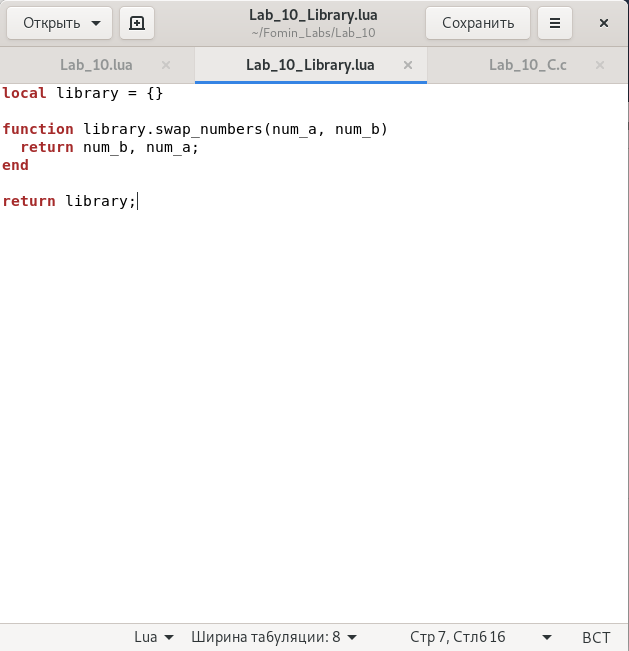 Открыть
Lab_10_Library.lua
~/Fomin_Labs/Lab_10
Сохранить
Lab_10.lua
Lab_10_Library.lua
Lab_10_C.c
local library = {}
function library.swap_numbers(num_a, num_b)
return num_b, num_a;
end
return library;
Lua
Ширина табуляции: 8
Стр 7, Стлб 16
ВСТ